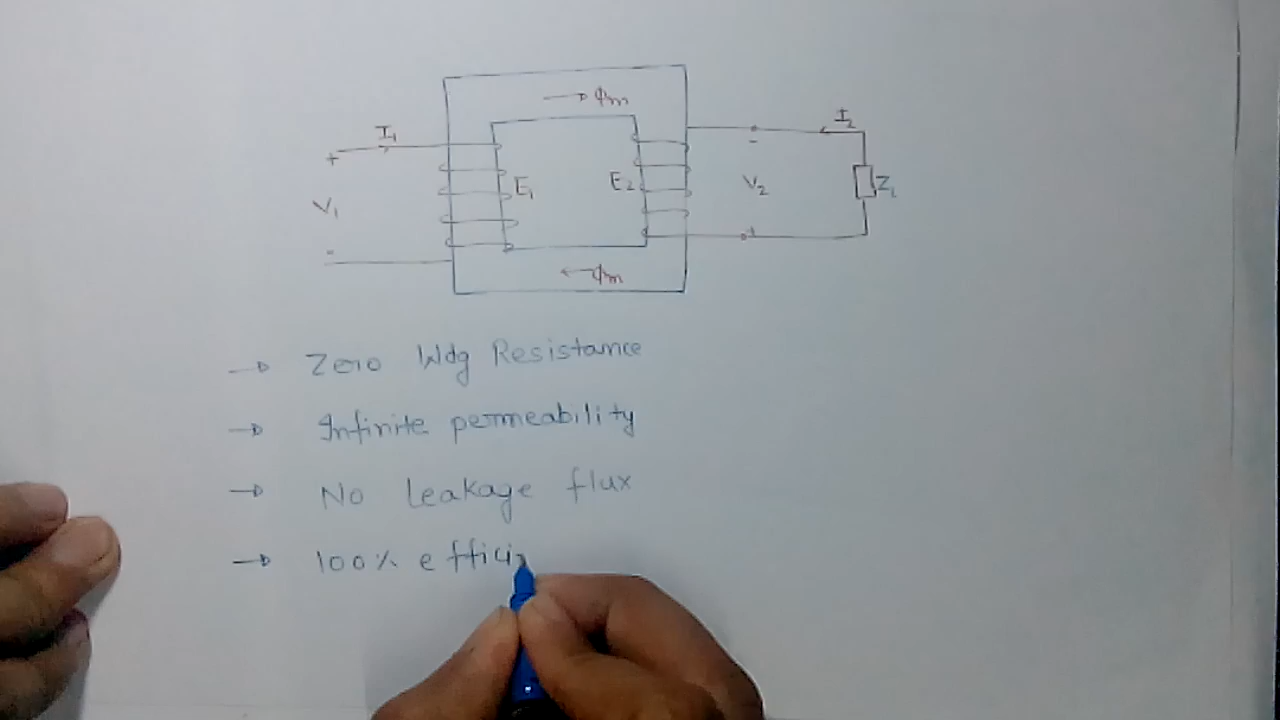 → Φm
I1
I2
+
-
E1
E2
V2
ZL
V1
-
+
← Φm
→ Zero Wdg Resistance
→ Infinite permeability
→ No leakage flux
→ 100% effici